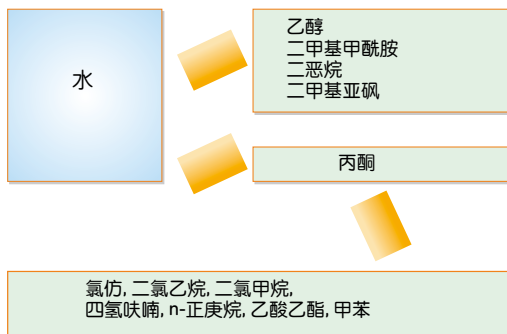 水
乙醇
二甲基甲酰胺
二恶烷
二甲基亚砜
丙酮
氯仿, 二氯乙烷, 二氯甲烷,
四氢呋喃, n-正庚烷, 乙酸乙酯, 甲苯